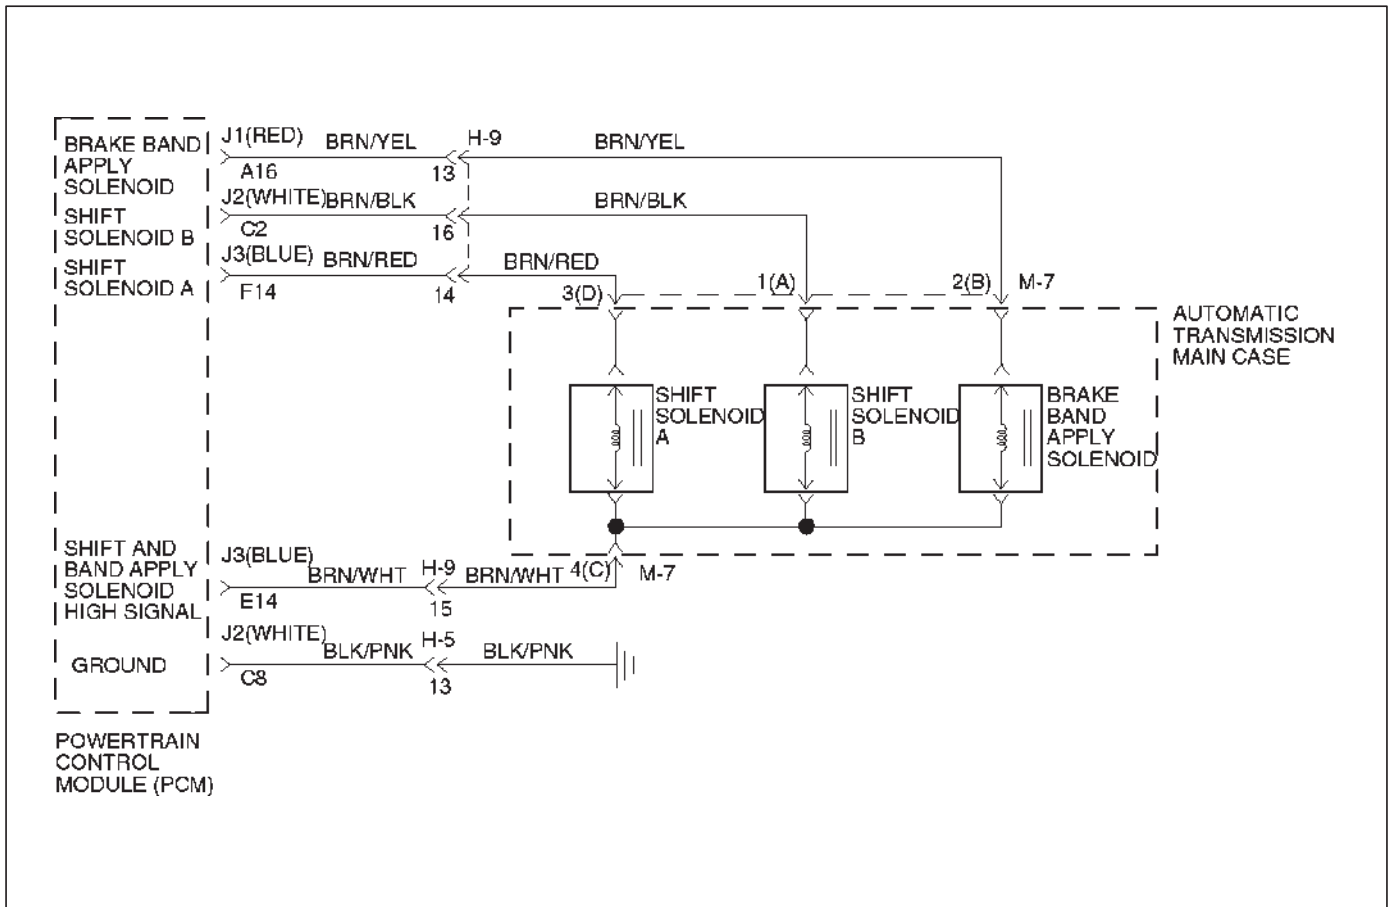 BRAKE BAND
APPLY
SOLENOID
J1(RED)
A16
BRN/YEL
H-9
13
BRN/YEL
SHIFT
SOLENOID B
J2(WHITE)
C2
BRN/BLK
16
BRN/BLK
SHIFT
SOLENOID A
J3(BLUE)
F14
BRN/RED
14
BRN/RED
3(D)
1(A)
2(B)
M-7
AUTOMATIC
TRANSMISSION
MAIN CASE
SHIFT
SOLENOID
A
SHIFT
SOLENOID
B
BRAKE
BAND
APPLY
SOLENOID
SHIFT AND
BAND APPLY
SOLENOID
HIGH SIGNAL
J3(BLUE)
E14
BRN/WHT
H-9
15
BRN/WHT
4(C)
M-7
GROUND
J2(WHITE)
C8
BLK/PNK
H-5
13
BLK/PNK
POWERTRAIN
CONTROL
MODULE (PCM)